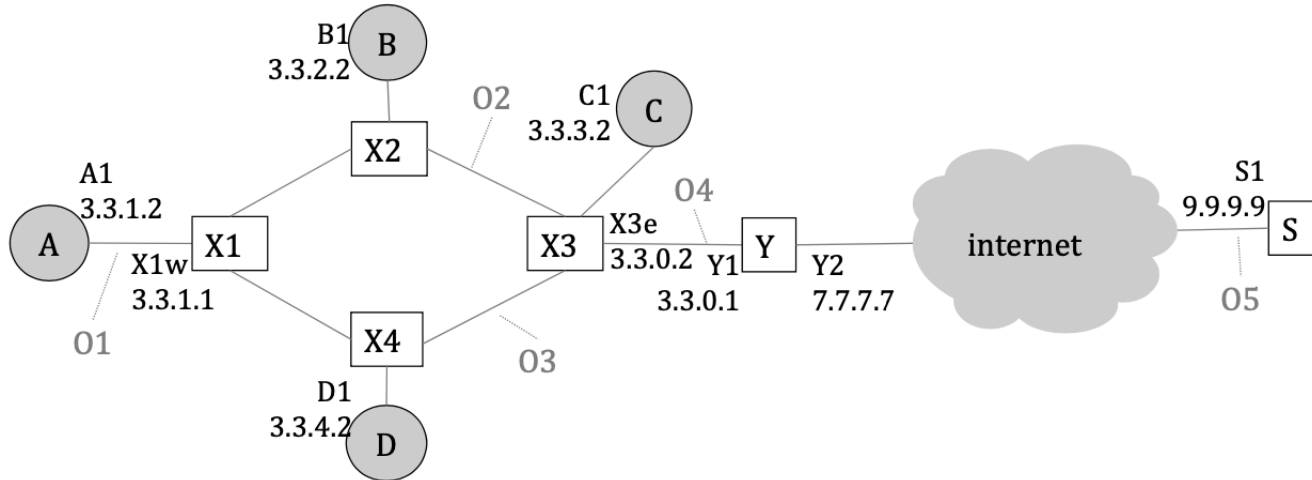 B1
3.3.2.2
B
O2
C1
3.3.3.2
C
X2
A1
3.3.1.2
A
X1
X1w
3.3.1.1
O1
X3
X3e
3.3.0.2
O4
Y1
3.3.0.1
Y
Y2
7.7.7.7
internet
S1
9.9.9.9
S
O5
X4
O3
D1
3.3.4.2
D